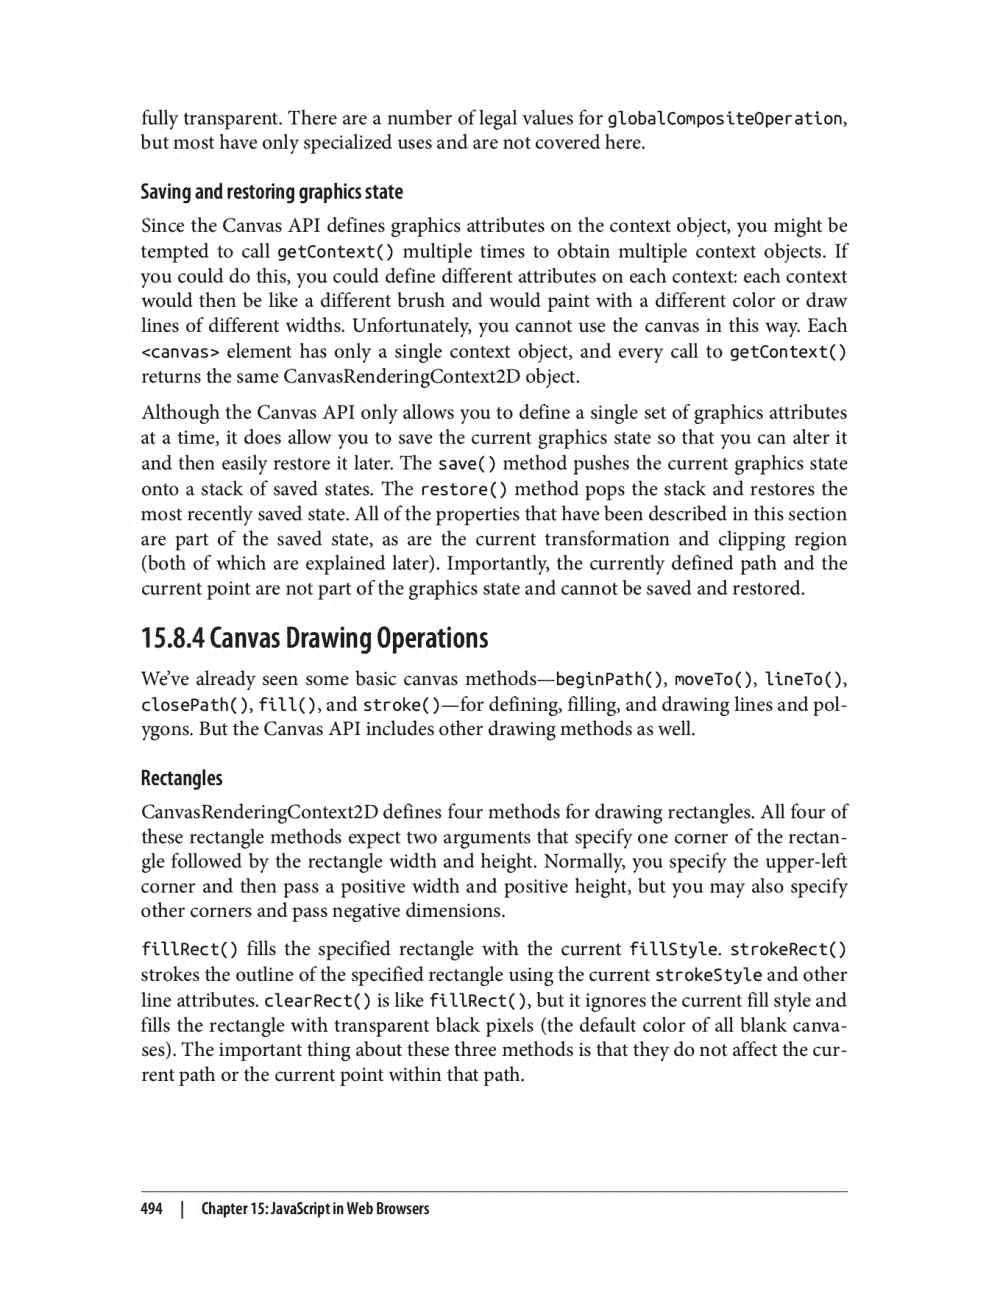 fully transparent. There are a number of legal values for globalCompositeOperation,
but most have only specialized uses and are not covered here.
Saving and restoring graphics state
Since the Canvas API defines graphics attributes on the context object, you might be
tempted to call getContext() multiple times to obtain multiple context objects. If
you could do this, you could define different attributes on each context: each context
would then be like a different brush and would paint with a different color or draw
lines of different widths. Unfortunately, you cannot use the canvas in this way. Each
<canvas> element has only a single context object, and every call to getContext()
returns the same CanvasRenderingContext2D object.
Although the Canvas API only allows you to define a single set of graphics attributes
at a time, it does allow you to save the current graphics state so that you can alter it
and then easily restore it later. The save() method pushes the current graphics state
onto a stack of saved states. The restore() method pops the stack and restores the
most recently saved state. All of the properties that have been described in this section
are part of the saved state, as are the current transformation and clipping region
(both of which are explained later). Importantly, the currently defined path and the
current point are not part of the graphics state and cannot be saved and restored.
15.8.4 Canvas Drawing Operations
We’ve already seen some basic canvas methods—beginPath(), moveTo(), lineTo(),
closePath(), fill(), and stroke()—for defining, filling, and drawing lines and pol-
ygons. But the Canvas API includes other drawing methods as well.
Rectangles
CanvasRenderingContext2D defines four methods for drawing rectangles. All four of
these rectangle methods expect two arguments that specify one corner of the rectan-
gle followed by the rectangle width and height. Normally, you specify the upper-left
corner and then pass a positive width and positive height, but you may also specify
other corners and pass negative dimensions.
fillRect() fills the specified rectangle with the current fillStyle. strokeRect()
strokes the outline of the specified rectangle using the current strokeStyle and other
line attributes. clearRect() is like fillRect(), but it ignores the current fill style and
fills the rectangle with transparent black pixels (the default color of all blank canva-
ses). The important thing about these three methods is that they do not affect the cur-
rent path or the current point within that path.
494 | Chapter 15: JavaScript in Web Browsers